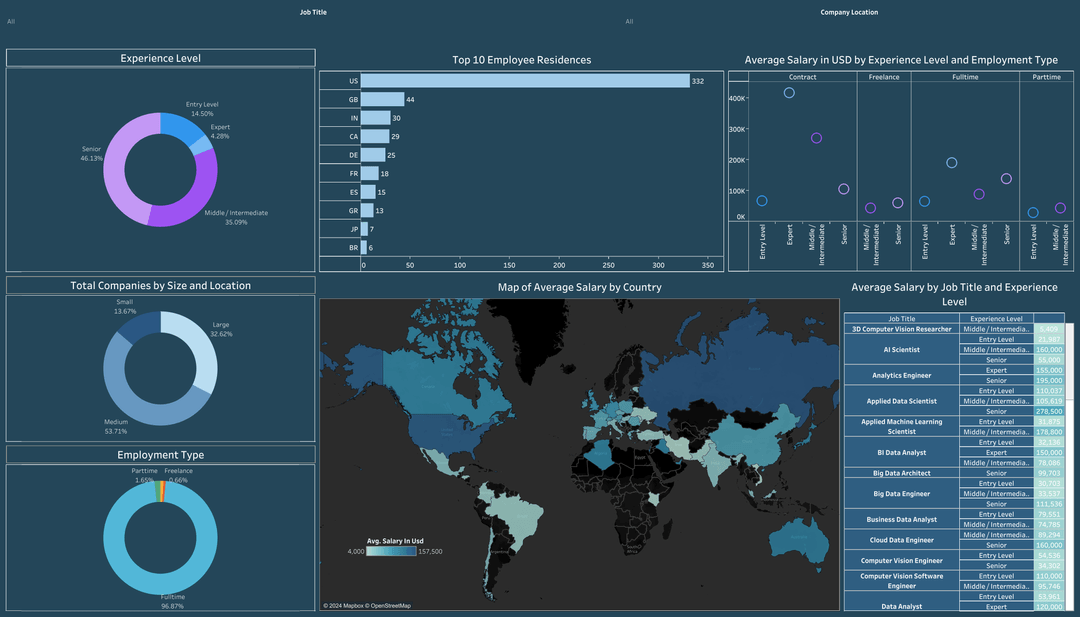 Job Title
All
Company Location
All
Experience Level
Entry Level
14.50%
Expert
4.28%
Senior
46.13%
Middle / Intermediate
35.09%
Top 10 Employee Residences
US 332
GB 44
IN 30
CA 29
DE 25
FR 18
ES 15
GR 13
JP 7
BR 6
0 50 100 150 200 250 300 350
Average Salary in USD by Experience Level and Employment Type
Contract Freelance Fulltime Parttime
400K
300K
200K
100K
0K
Entry Level
Expert
Middle /
Intermediate
Senior
Middle /
Intermediate
Senior
Entry Level
Expert
Middle /
Intermediate
Senior
Entry Level
Middle /
Intermediate
Total Companies by Size and Location
Small
13.67%
Large
32.62%
Medium
53.71%
Employment Type
Parttime
1.65%
Freelance
0.66%
Fulltime
96.87%
Map of Average Salary by Country
Avg. Salary In Usd
4,000 157,500
© 2024 Mapbox © OpenStreetMap
Average Salary by Job Title and Experience
Level
Job Title Experience Level
3D Computer Vision Researcher Middle / Intermedia.. 5,409
AI Scientist Entry Level 21,987
Middle / Intermedia.. 160,000
Senior 55,000
Analytics Engineer Expert 155,000
Senior 195,000
Applied Data Scientist Entry Level 110,037
Middle / Intermedia.. 105,619
Senior 278,500
Applied Machine Learning
Scientist
Entry Level 31,875
Middle / Intermedia.. 178,800
BI Data Analyst Entry Level 32,136
Expert 150,000
Middle / Intermedia.. 78,086
Big Data Architect Senior 99,703
Big Data Engineer Entry Level 30,703
Middle / Intermedia.. 33,537
Senior 111,536
Business Data Analyst Entry Level 79,551
Middle / Intermedia.. 74,785
Cloud Data Engineer Middle / Intermedia.. 89,294
Senior 160,000
Computer Vision Engineer Entry Level 54,536
Senior 34,302
Computer Vision Software
Engineer
Entry Level 110,000
Middle / Intermedia.. 95,746
Data Analyst Entry Level 53,961
Expert 120,000